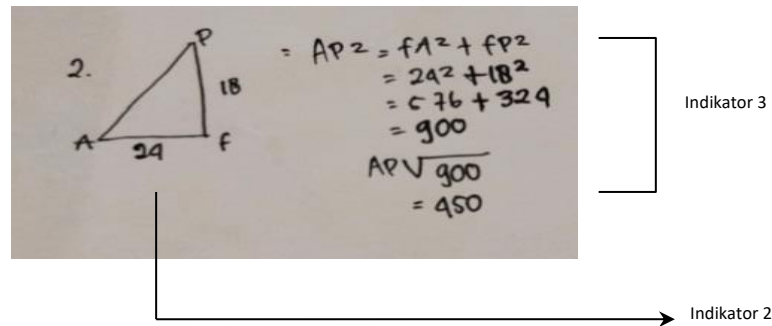 2.
P
18
A
24
F
= AP2 = FA² + FP2
= 242 + 18²
= 576 + 324
= 900
AP√900
= 450
Indikator 3
Indikator 2